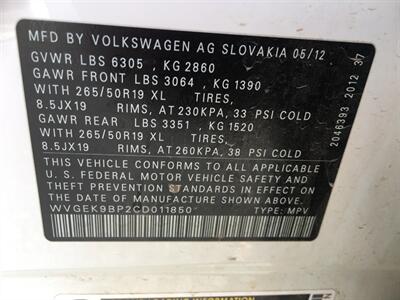 MFD BY VOLKSWAGEN AG SLOVAKIA 05/12
GVWR LBS 6305 , KG 2860
GAWR FRONT LBS 3064 , KG 1390
WITH 265/50R19 XL TIRES,
8.5JX19 RIMS, AT 230KPA, 33 PSI COLD
GAWR REAR LBS 3351 , KG 1520
WITH 265/50R19 XL TIRES,
8.5JX19 RIMS, AT 260KPA, 38 PSI COLD
THIS VEHICLE CONFORMS TO ALL APPLICABLE
U. S. FEDERAL MOTOR VEHICLE SAFETY AND
THEFT PREVENTION STANDARDS IN EFFECT ON
THE DATE OF MANUFACTURE SHOWN ABOVE.
WVGEK9BP2CD011850 TYPE: MPV
2046393 2012 37
INFORMATION